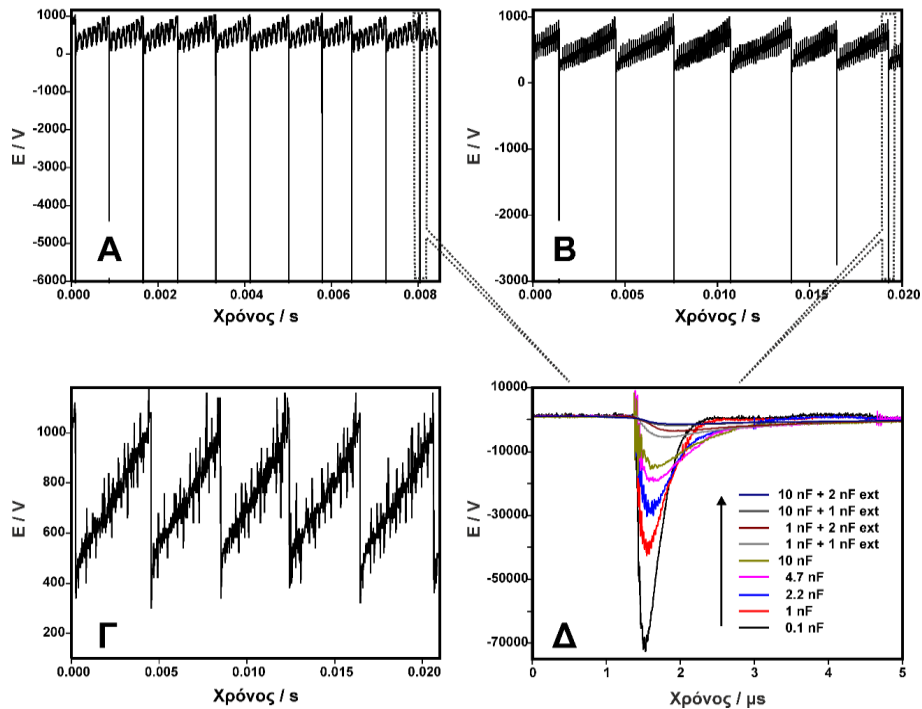 1000
0
-1000
-2000
-3000
-4000
-5000
-6000
E / V
A
0.000
0.002
0.004
0.006
0.008
Χρόνος / s
1000
0
-1000
-2000
-3000
E / V
B
0.000
0.005
0.010
0.015
0.020
Χρόνος / s
1000
800
600
400
200
E / V
Γ
0.000
0.005
0.010
0.015
0.020
Χρόνος / s
10000
-10000
-30000
-50000
-70000
E / V
10 nF + 2 nF ext
10 nF + 1 nF ext
1 nF + 2 nF ext
1 nF + 1 nF ext
10 nF
4.7 nF
2.2 nF
1 nF
0.1 nF
Δ
0
1
2
3
4
5
Χρόνος / μs